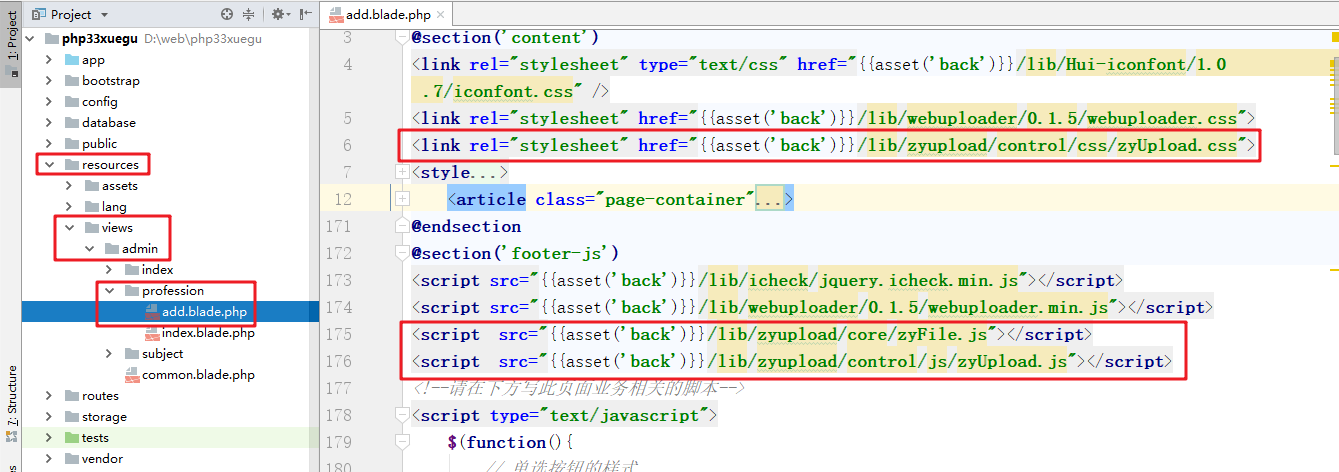 1: Project
7: Structure
Project
php33xuegu D:\web\php33xuegu
app
bootstrap
config
database
public
resources
assets
lang
views
admin
index
profession
add.blade.php
index.blade.php
subject
common.blade.php
routes
storage
tests
vendor
add.blade.php
3 @section('content')
4 <link rel="stylesheet" type="text/css" href="{{asset('back')}}/lib/Hui-iconfont/1.0
.7/iconfont.css" />
5 <link rel="stylesheet" href="{{asset('back')}}/lib/webuploader/0.1.5/webuploader.css">
6 <link rel="stylesheet" href="{{asset('back')}}/lib/zyupload/control/css/zyUpload.css">
7 <style...>
12 <article class="page-container"...>
171 @endsection
172 @section('footer-js')
173 <script src="{{asset('back')}}/lib/icheck/jquery.icheck.min.js"></script>
174 <script src="{{asset('back')}}/lib/webuploader/0.1.5/webuploader.min.js"></script>
175 <script  src="{{asset('back')}}/lib/zyupload/core/zyFile.js"></script>
176 <script  src="{{asset('back')}}/lib/zyupload/control/js/zyUpload.js"></script>
177 <!--请在下方写此页面业务相关的脚本-->
178 <script type="text/javascript">
179 $(function(){
180 // 单选按钮的样式